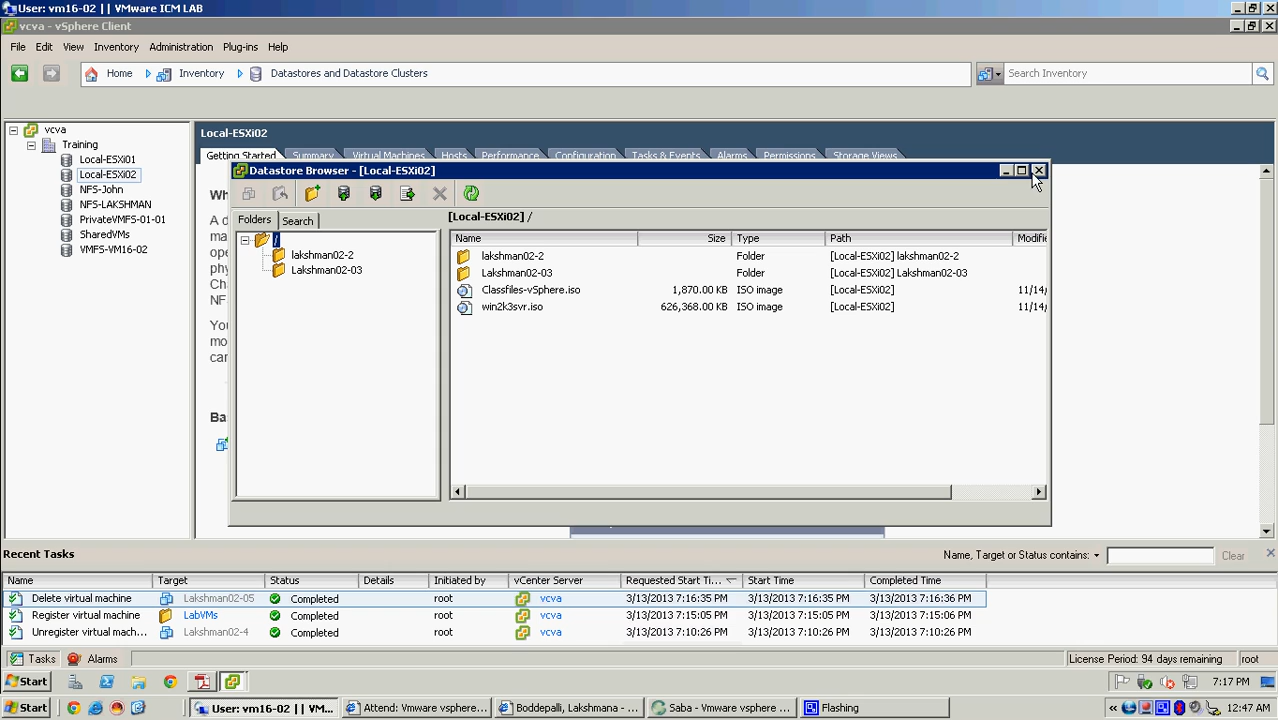 User: vm16-02 | VMware ICM LAB
vcva - vSphere Client
File Edit View Inventory Administration Plug-ins Help
Home Inventory Datastores and Datastore Clusters Search Inventory
vcva
Training
Local-ESXi01
Local-ESXi02
NFS-John
NFS-LAKSHMAN
PrivateVMFS-01-01
SharedVMs
VMFS-VM16-02
Local-ESXi02
Getting Started Summary Virtual Machines Hosts Performance Configuration Tasks & Events Alarms Permissions Storage Views
Wh
A d
ma
ope
phy
Cha
NF
You
mo
can
Bas
Datastore Browser - [Local-ESXi02]
Folders Search
/
lakshman02-2
Lakshman02-03
[Local-ESXi02] /
Name Size Type Path Modifie
lakshman02-2 Folder [Local-ESXi02] lakshman02-2
Lakshman02-03 Folder [Local-ESXi02] Lakshman02-03
Classfiles-vSphere.iso 1,870.00 KB ISO image [Local-ESXi02] 11/14/
win2k3svr.iso 626,368.00 KB ISO image [Local-ESXi02] 11/14/
Recent Tasks Name, Target or Status contains: Clear
Name Target Status Details Initiated by vCenter Server Requested Start Ti... Start Time Completed Time
Delete virtual machine Lakshman02-05 Completed root vcva 3/13/2013 7:16:35 PM 3/13/2013 7:16:35 PM 3/13/2013 7:16:36 PM
Register virtual machine LabVMs Completed root vcva 3/13/2013 7:15:05 PM 3/13/2013 7:15:05 PM 3/13/2013 7:15:06 PM
Unregister virtual mach... Lakshman02-4 Completed root vcva 3/13/2013 7:10:26 PM 3/13/2013 7:10:26 PM 3/13/2013 7:10:26 PM
Tasks Alarms License Period: 94 days remaining root
Start 7:17 PM
Start User: vm16-02 | VM... Attend: Vmware vsphere... Boddepalli, Lakshmana - ... Saba - Vmware vsphere ... Flashing 12:47 AM